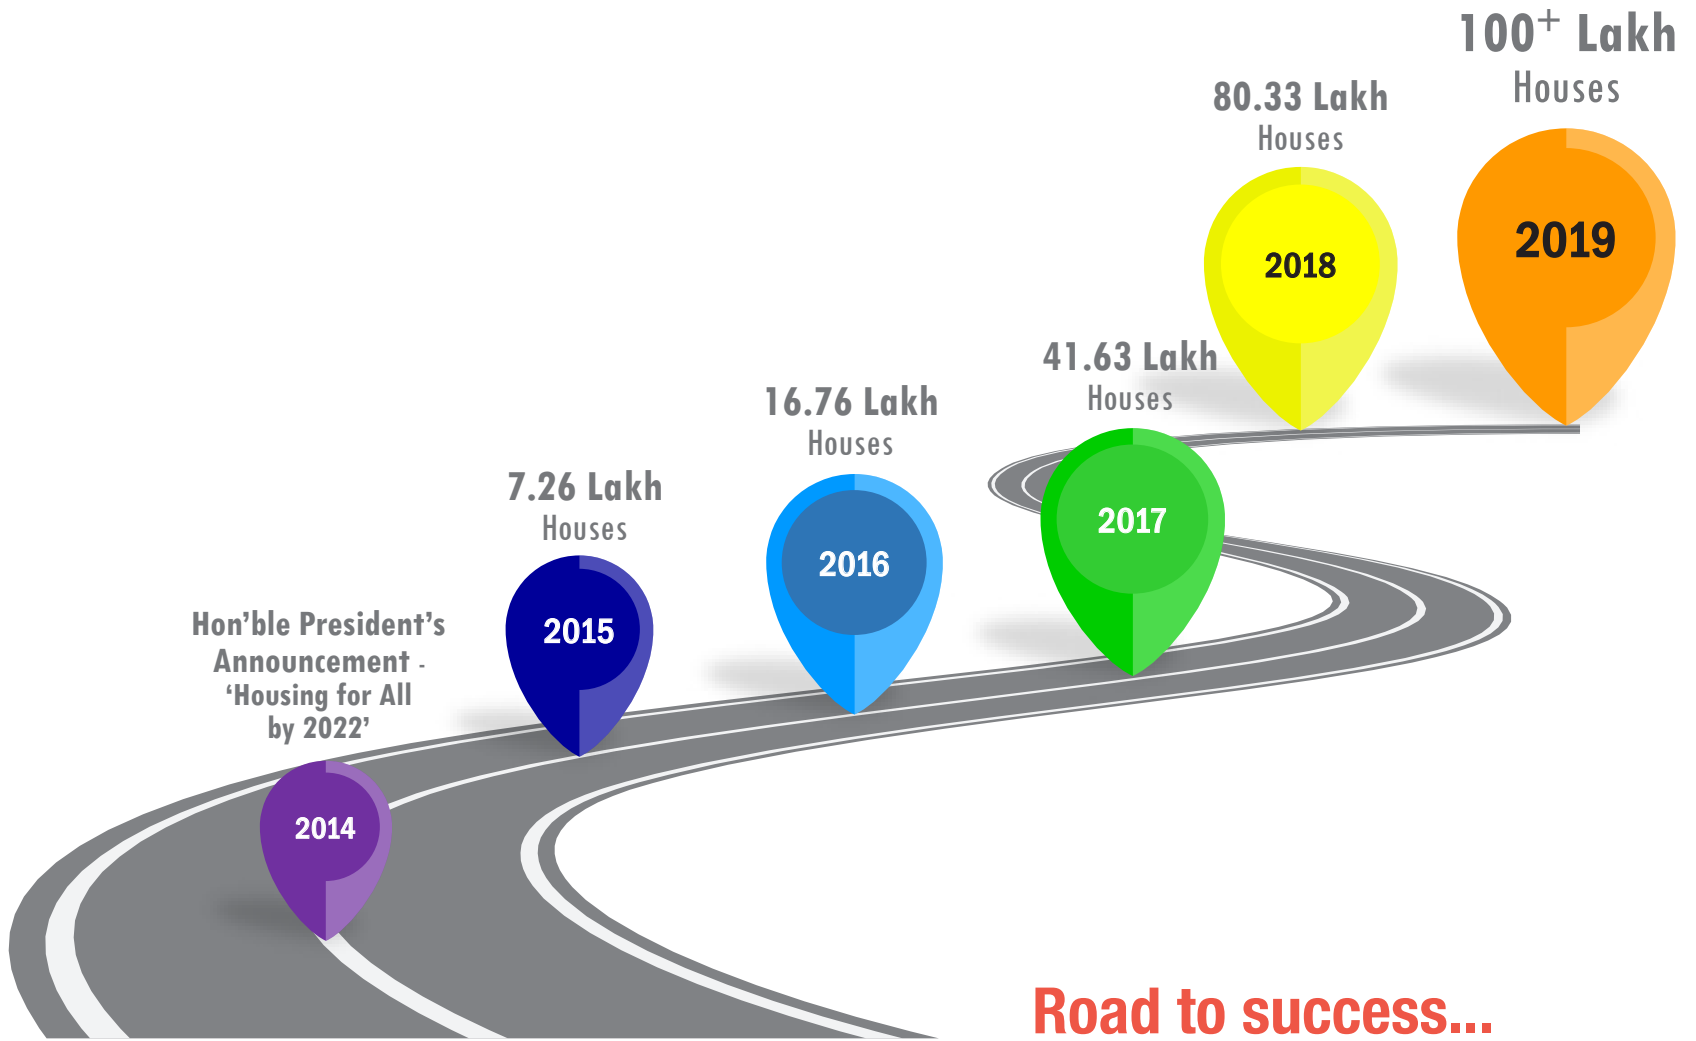 Hon’ble President’s
Announcement -
‘Housing for All
by 2022’
2014
7.26 Lakh
Houses
2015
16.76 Lakh
Houses
2016
41.63 Lakh
Houses
2017
80.33 Lakh
Houses
2018
100+ Lakh
Houses
2019
Road to success...